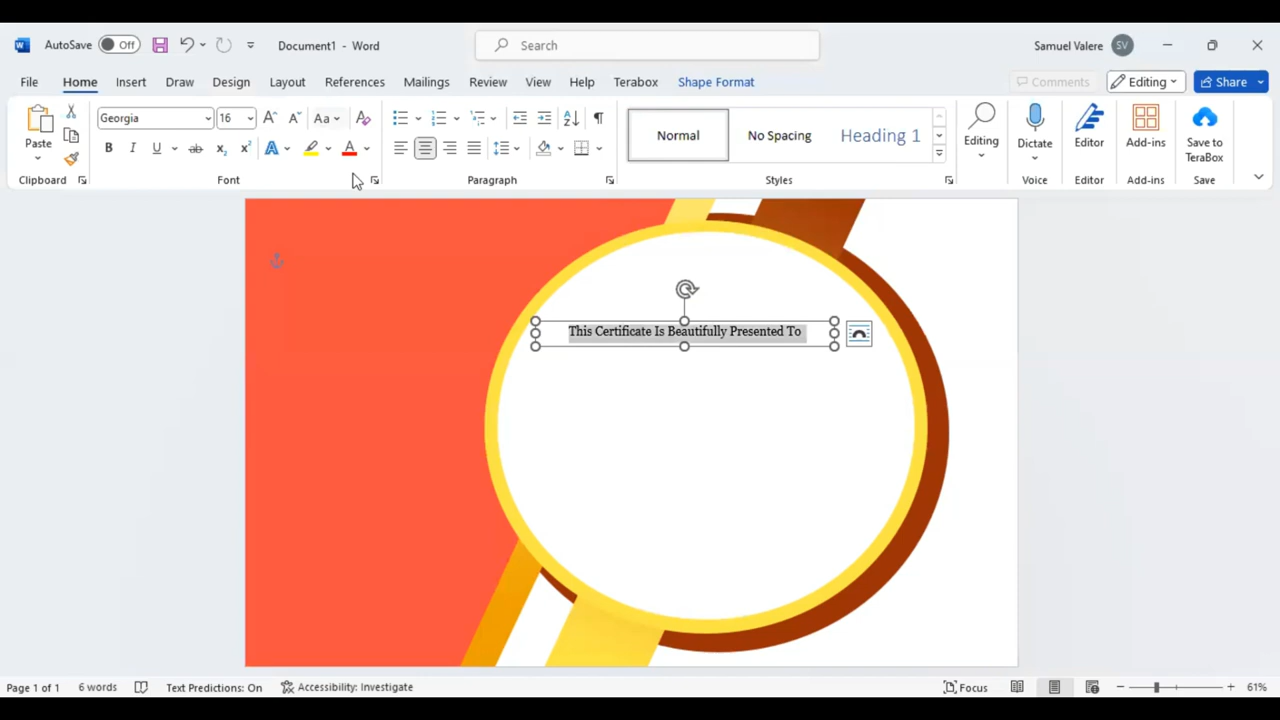 AutoSave Off Document1 - Word Search Samuel Valere SV
File Home Insert Draw Design Layout References Mailings Review View Help Terabox Shape Format Comments Editing Share
Georgia 16 Aa
Normal No Spacing Heading 1
Paste Editing Dictate Editor Add-ins Save to TeraBox
Clipboard Font Paragraph Styles Voice Editor Add-ins Save
This Certificate Is Beautifully Presented To
Page 1 of 1 6 words Text Predictions: On Accessibility: Investigate Focus 61%